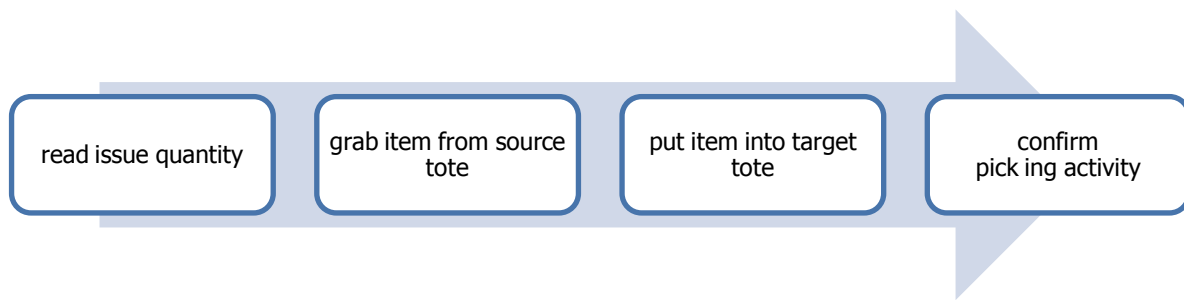 read issue quantity
grab item from source
tote
put item into target
tote
confirm
pick ing activity